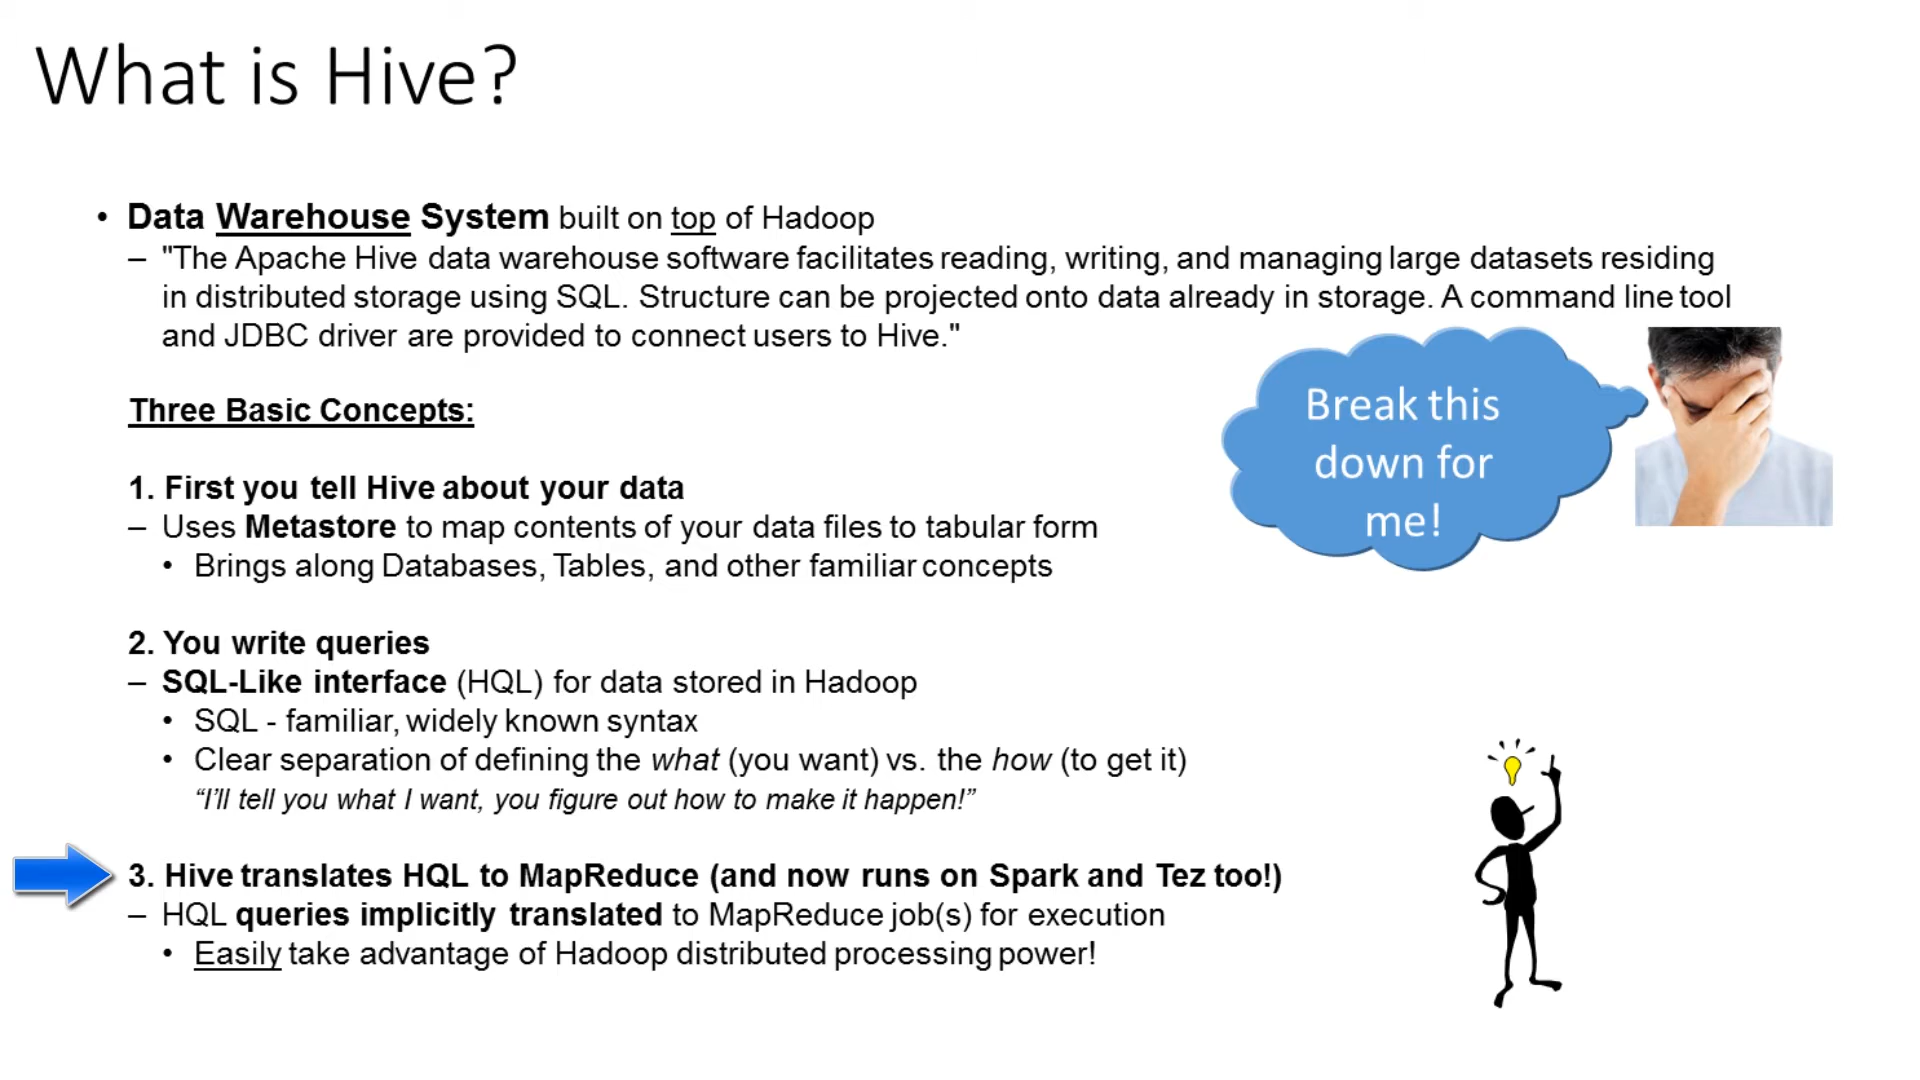 What is Hive?
• Data Warehouse System built on top of Hadoop
– "The Apache Hive data warehouse software facilitates reading, writing, and managing large datasets residing
in distributed storage using SQL. Structure can be projected onto data already in storage. A command line tool
and JDBC driver are provided to connect users to Hive."
Break this
down for
me!
Three Basic Concepts:
1. First you tell Hive about your data
– Uses Metastore to map contents of your data files to tabular form
• Brings along Databases, Tables, and other familiar concepts
2. You write queries
– SQL-Like interface (HQL) for data stored in Hadoop
• SQL - familiar, widely known syntax
• Clear separation of defining the what (you want) vs. the how (to get it)
“I’ll tell you what I want, you figure out how to make it happen!”
3. Hive translates HQL to MapReduce (and now runs on Spark and Tez too!)
– HQL queries implicitly translated to MapReduce job(s) for execution
• Easily take advantage of Hadoop distributed processing power!